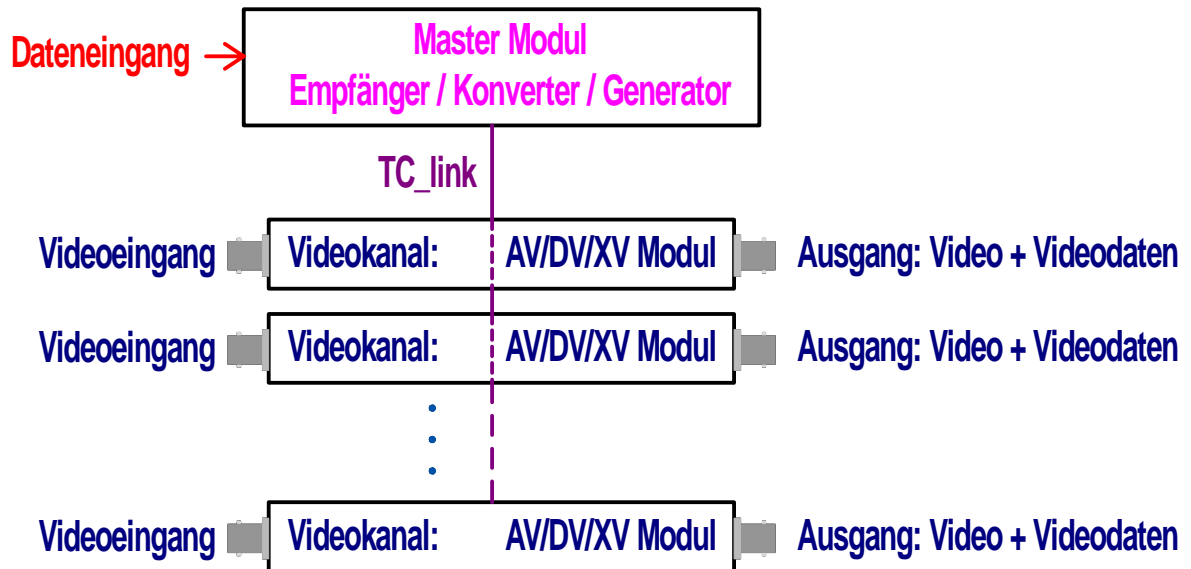 Dateneingang
Master Modul
Empfänger / Konverter / Generator
TC_link
Videoeingang Videokanal: AV/DV/XV Modul Ausgang: Video + Videodaten
Videoeingang Videokanal: AV/DV/XV Modul Ausgang: Video + Videodaten
Videoeingang Videokanal: AV/DV/XV Modul Ausgang: Video + Videodaten